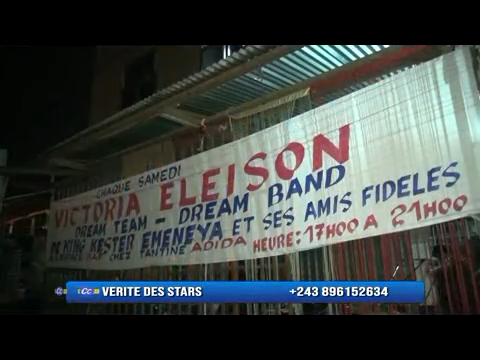 CHAQUE SAMEDI
VICTORIA ELEISON
DREAM TEAM - DREAM BAND
DE KING KESTER EMENEYA ET SES AMIS FIDELES
CHEZ TANTINE ADIDA HEURE: 17H00 A 21H00
VERITE DES STARS +243 896152634